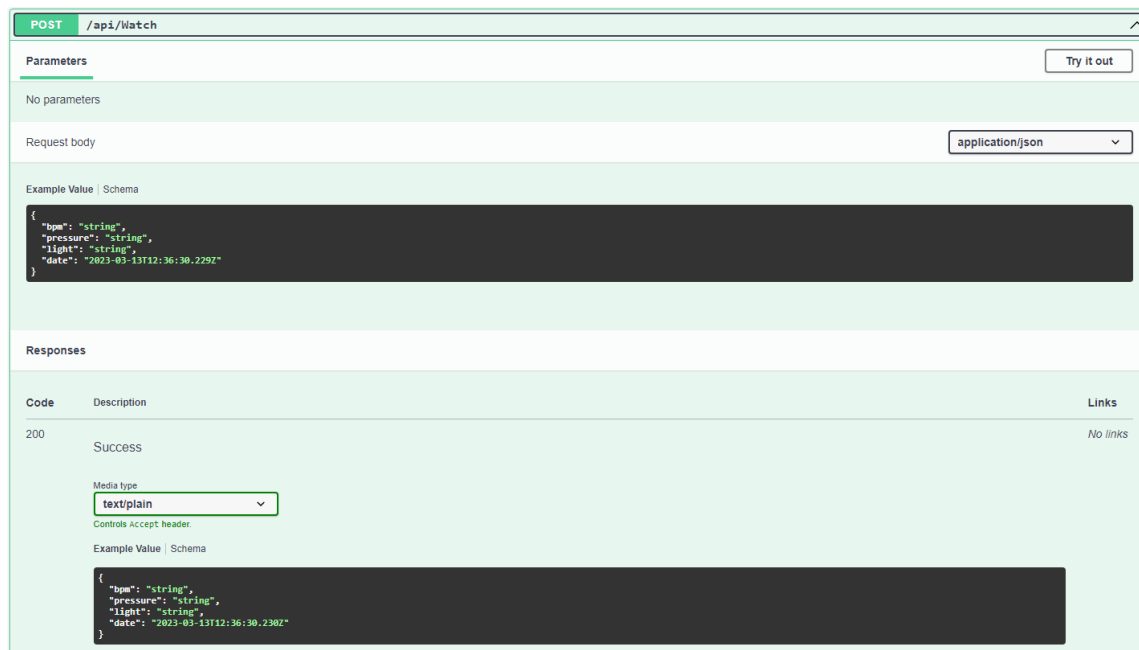 POST /api/Watch
Parameters Try it out
No parameters
Request body application/json
Example Value | Schema
{
"bpm": "string",
"pressure": "string",
"light": "string",
"date": "2023-03-13T12:36:30.229Z"
}
Responses
Code Description Links
200 Success No links
Media type
text/plain
Controls Accept header.
Example Value | Schema
{
"bpm": "string",
"pressure": "string",
"light": "string",
"date": "2023-03-13T12:36:30.230Z"
}